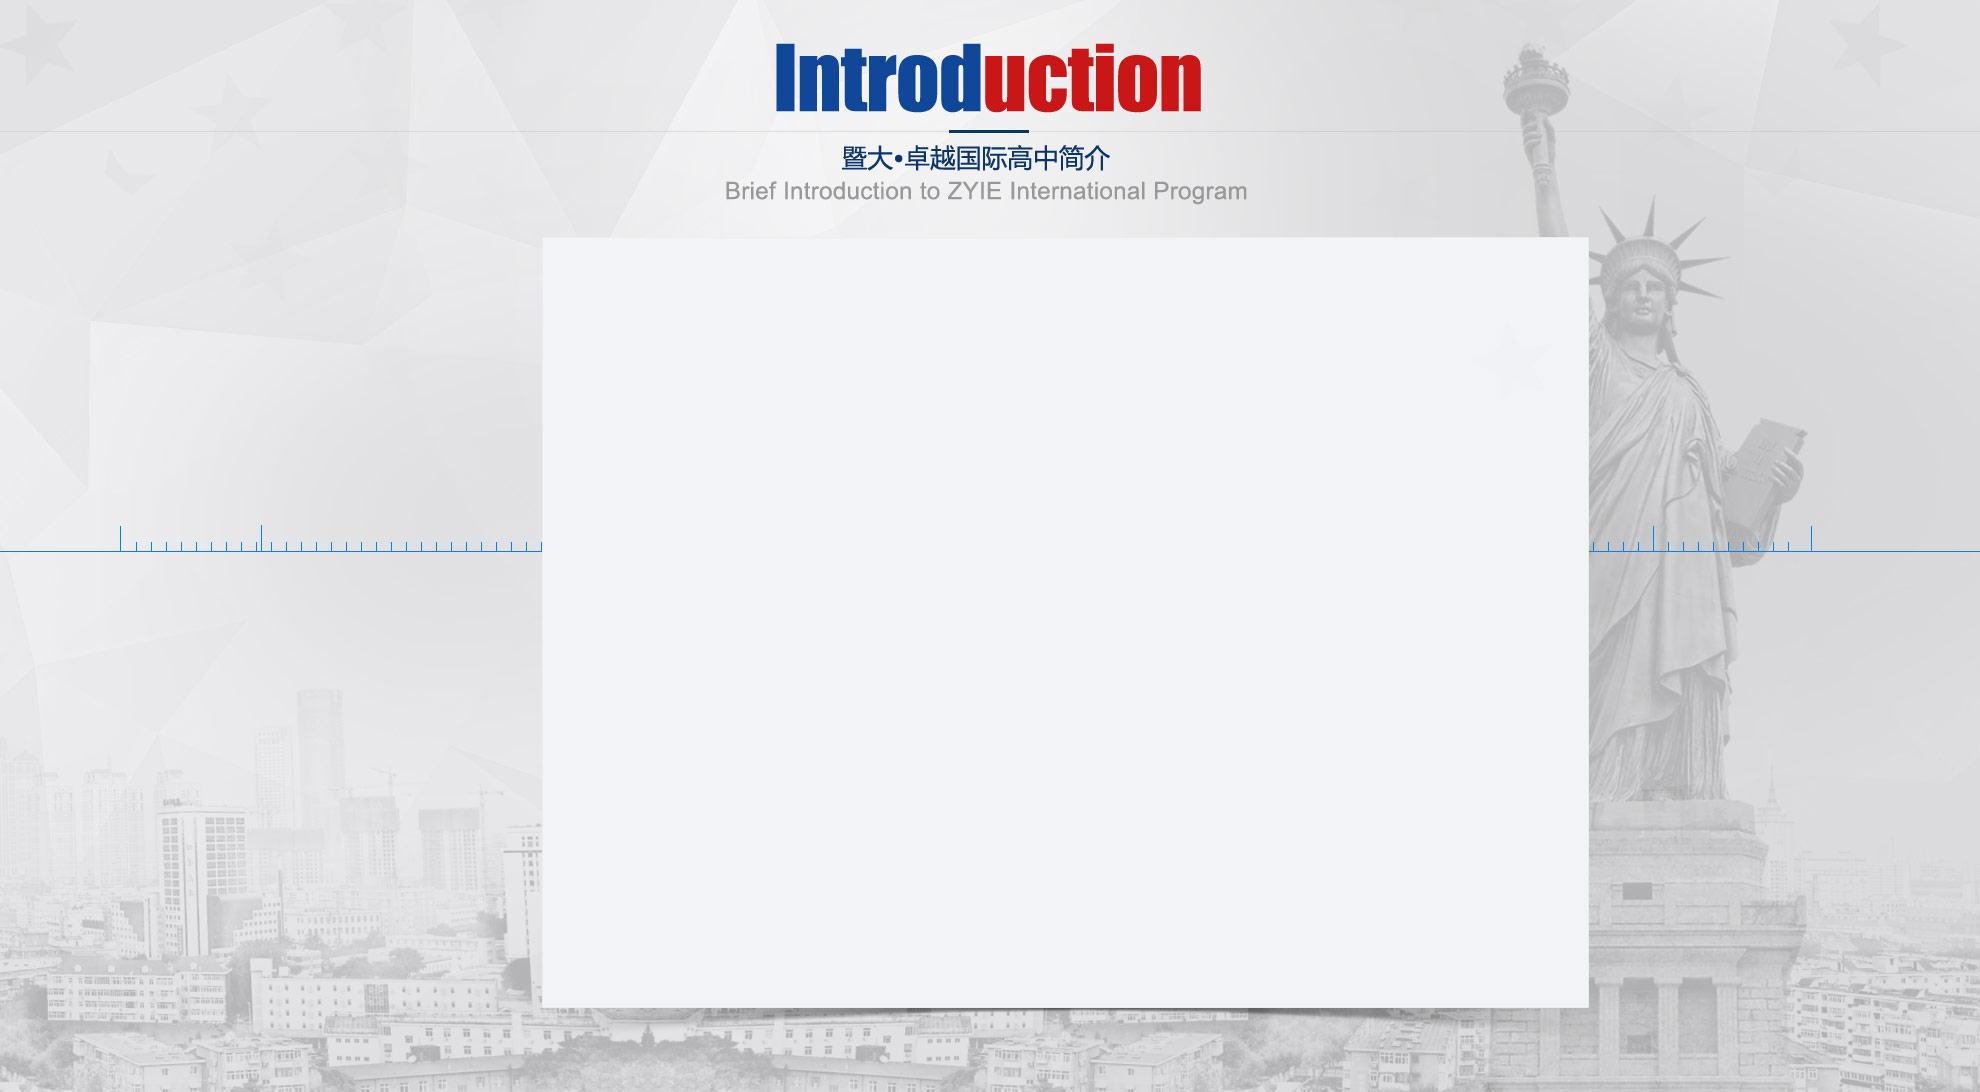 Introduction
暨大•卓越国际高中简介
Brief Introduction to ZYIE International Program